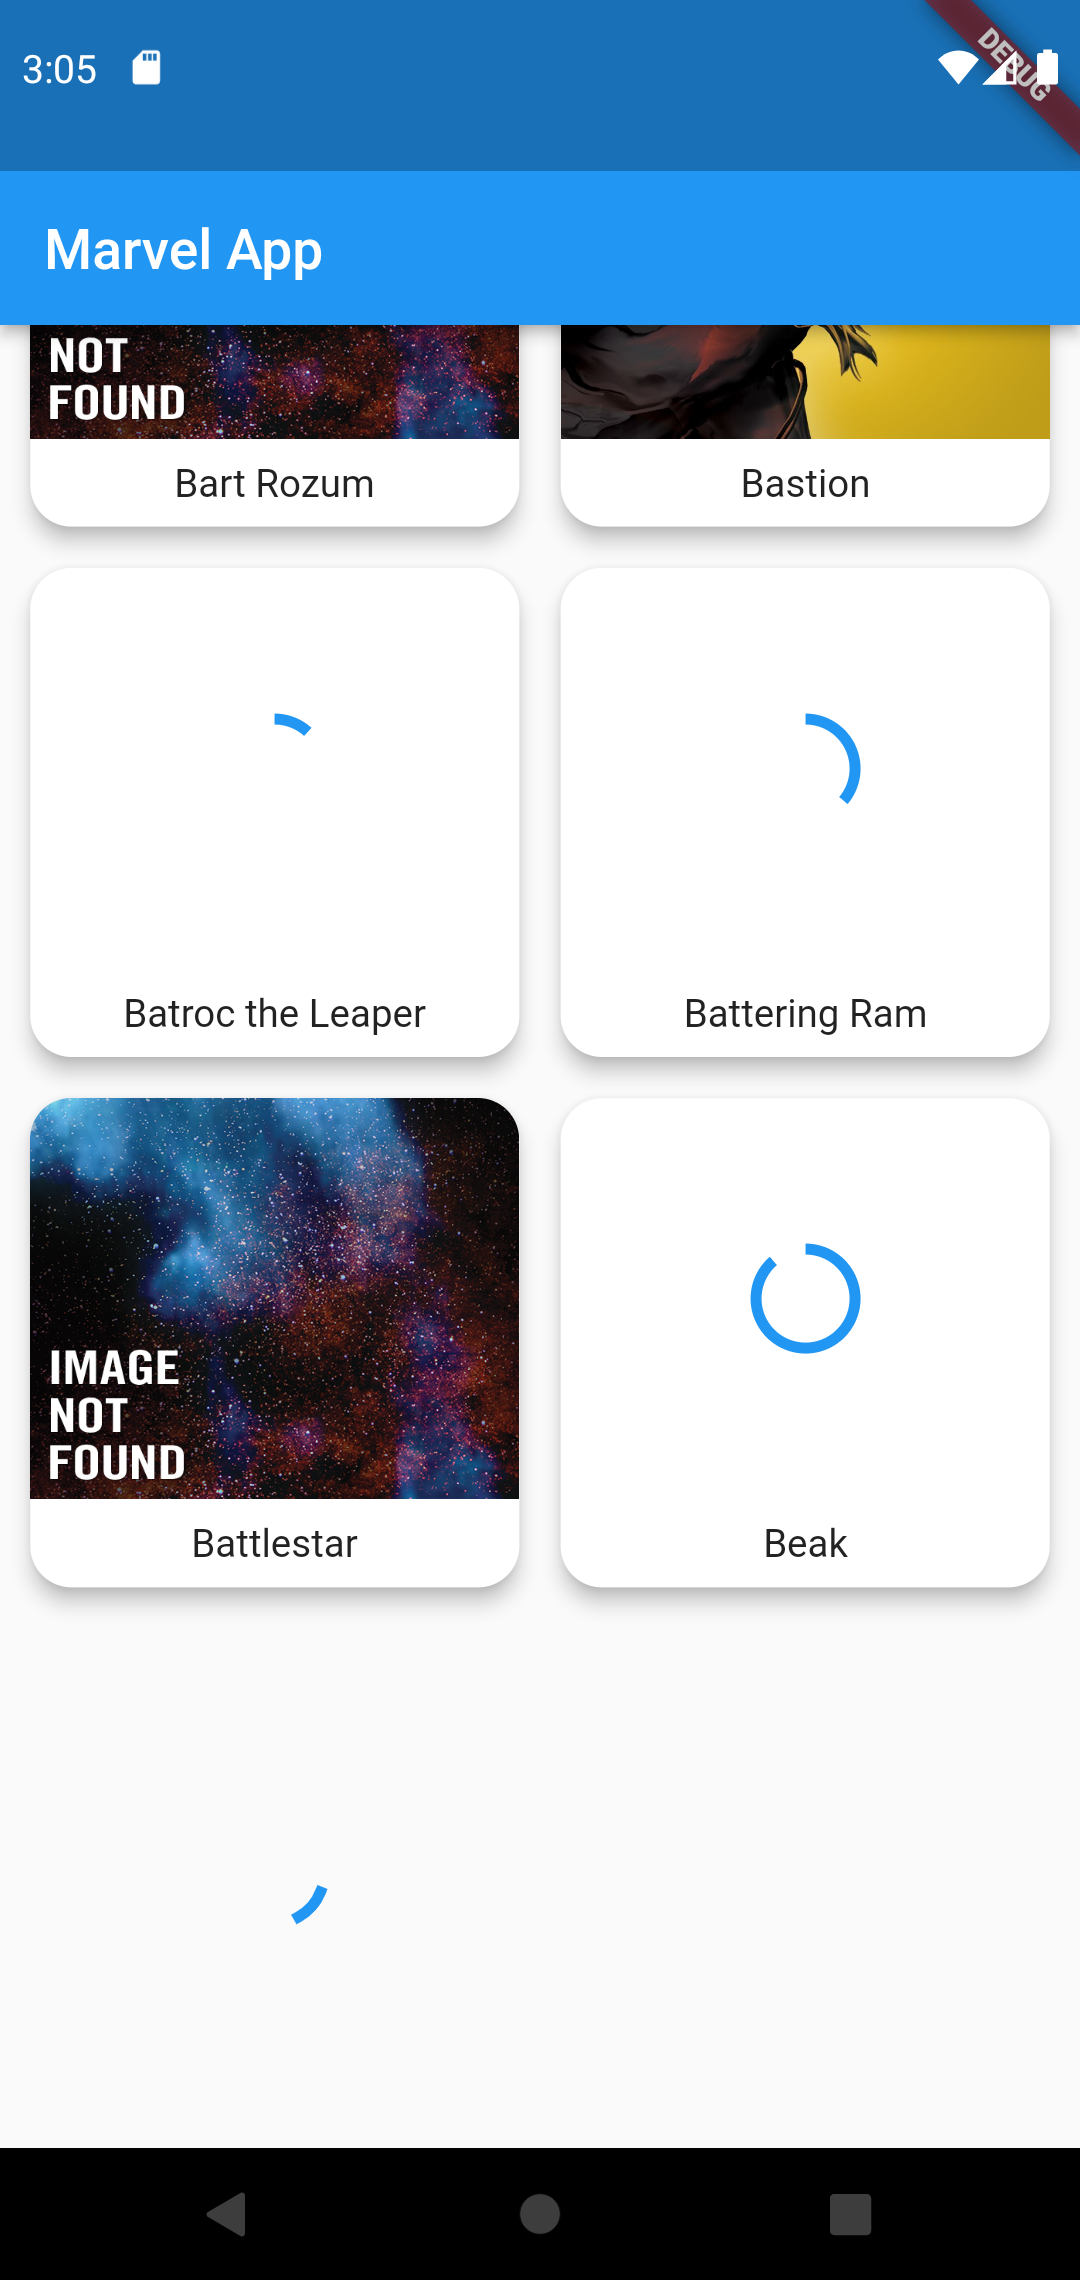 3:05
DEBUG
Marvel App
NOT
FOUND
Bart Rozum
Bastion
Batroc the Leaper
Battering Ram
IMAGE
NOT
FOUND
Battlestar
Beak